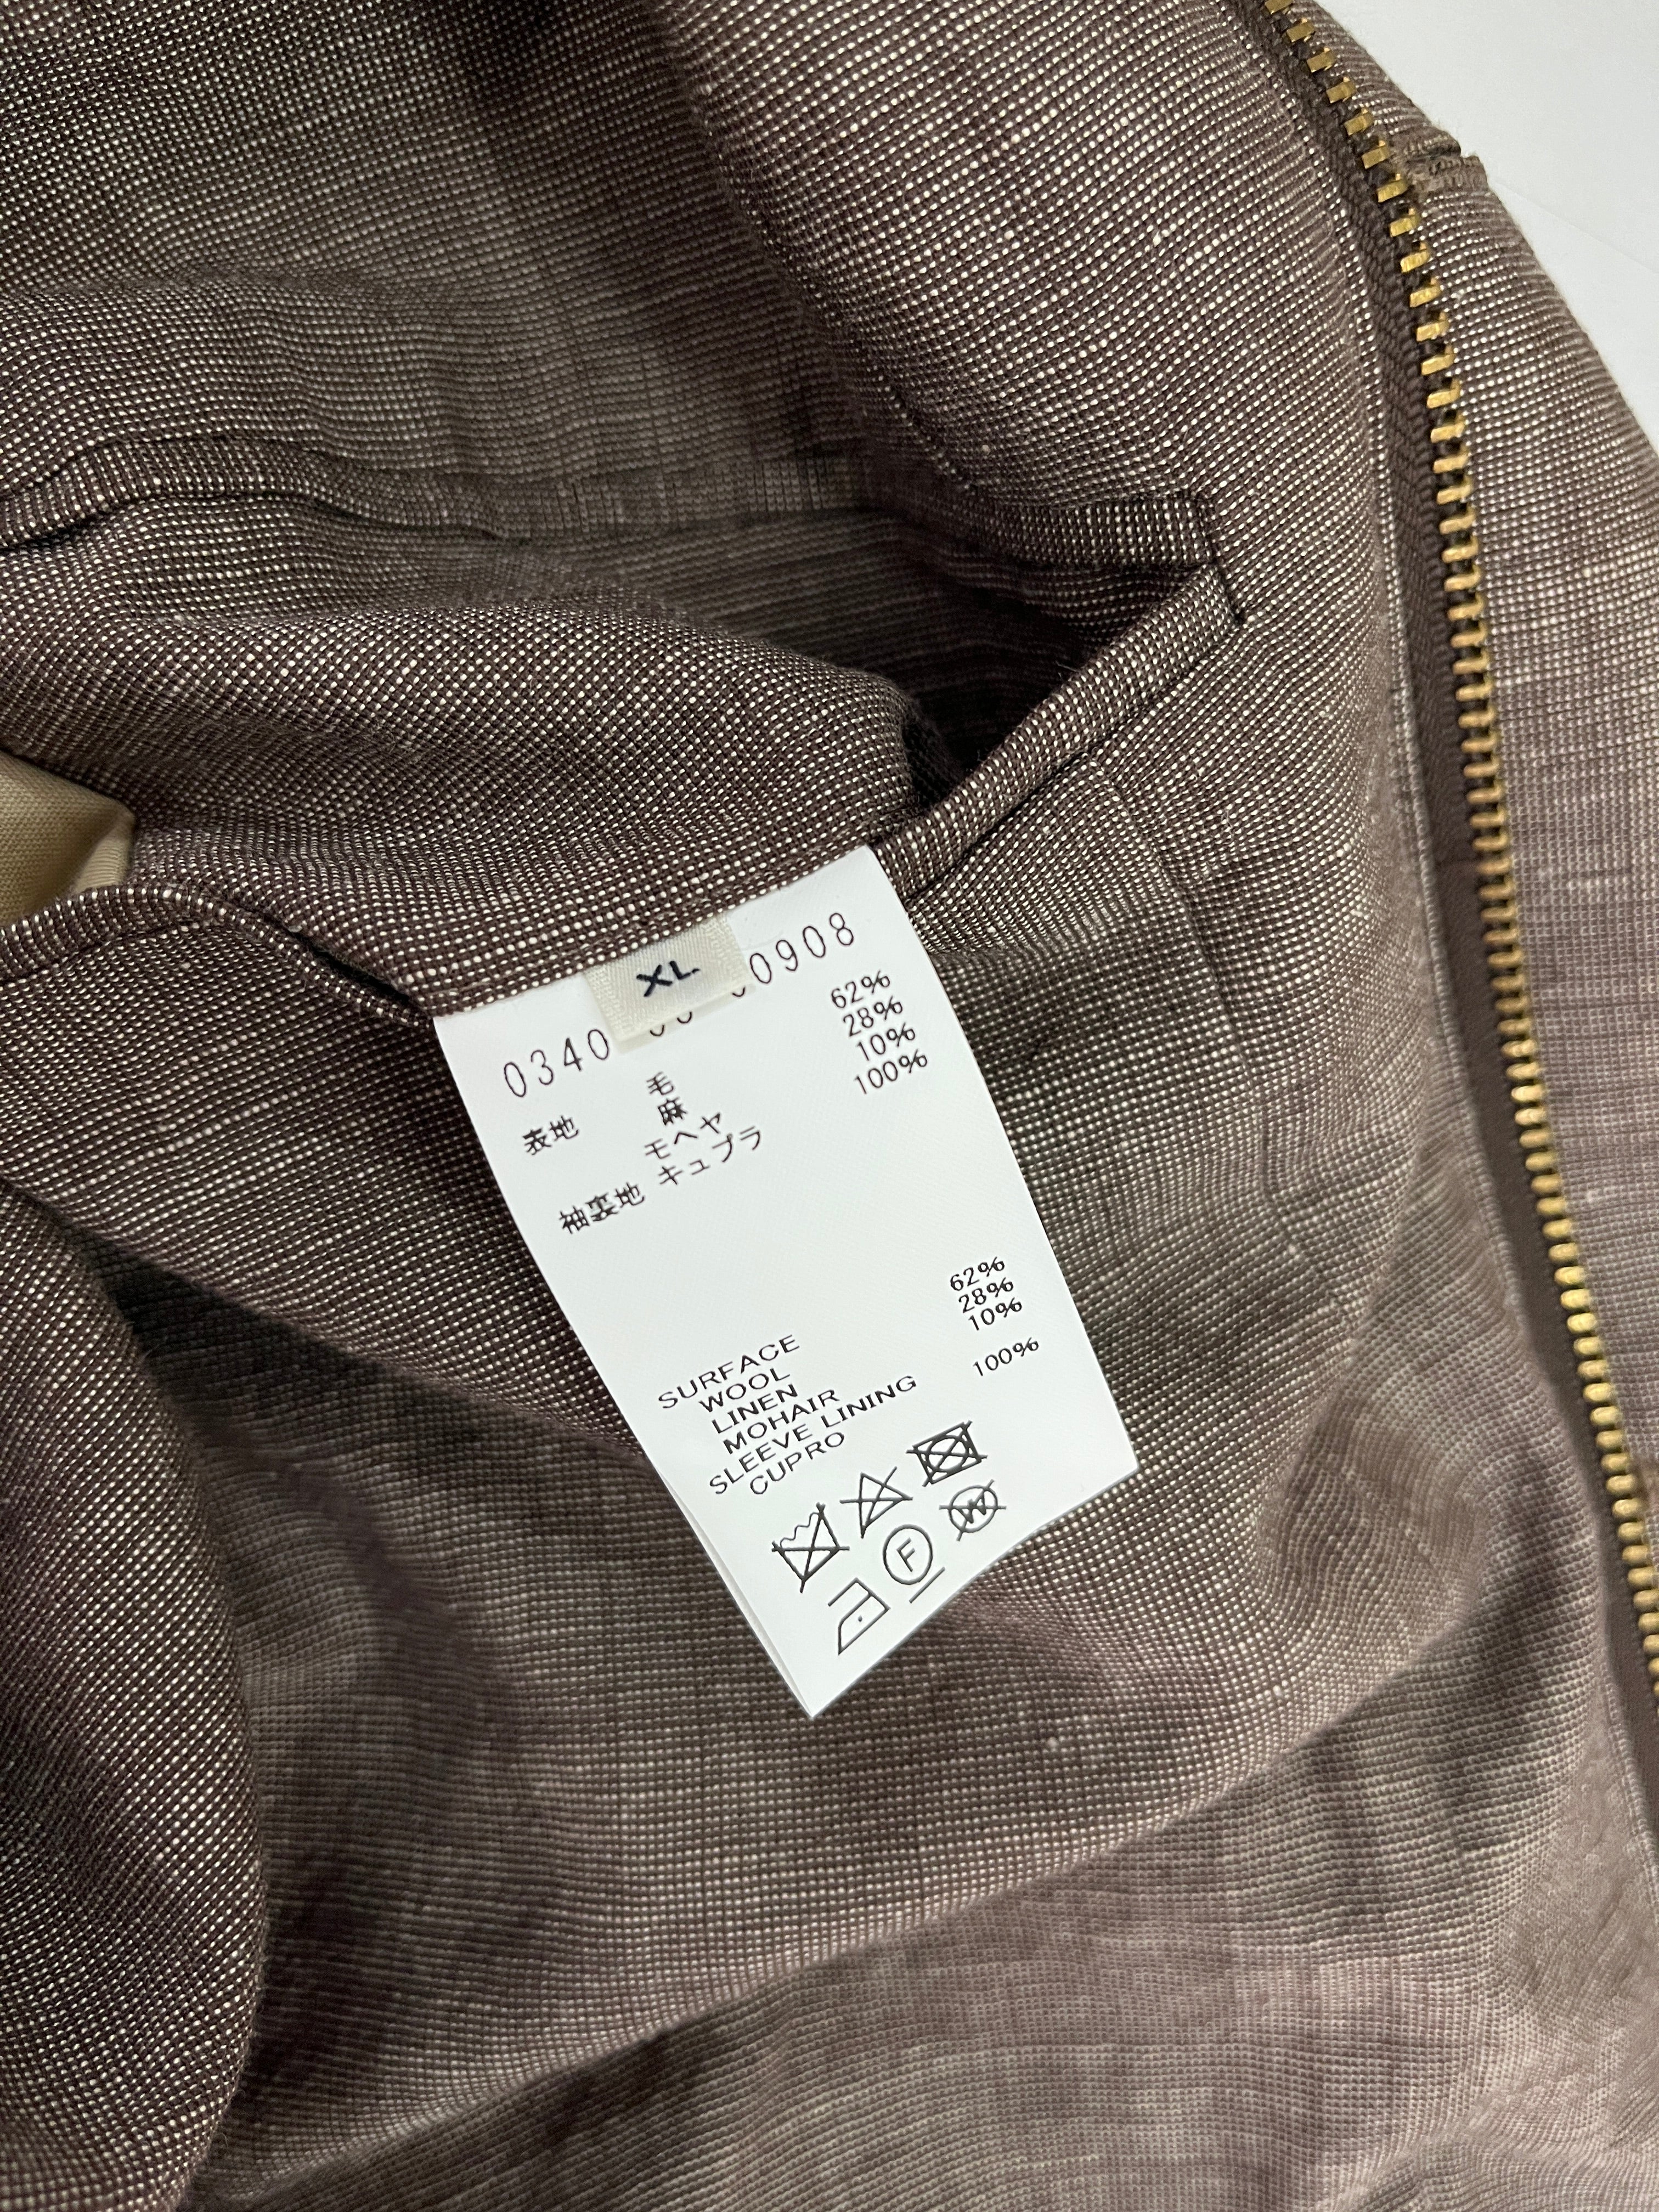 XL
0340 0908
表地 毛 62%
麻 28%
モヘヤ 10%
袖裏地 キュプラ 100%
SURFACE
WOOL 62%
LINEN 28%
MOHAIR 10%
SLEEVE LINING
CUPRO 100%
F
W